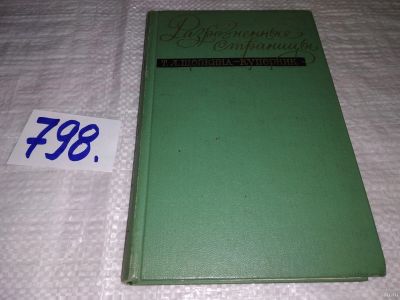 Разрозненные
страницы
Т. Л. ЩЕПКИНА-КУПЕРНИК
798.